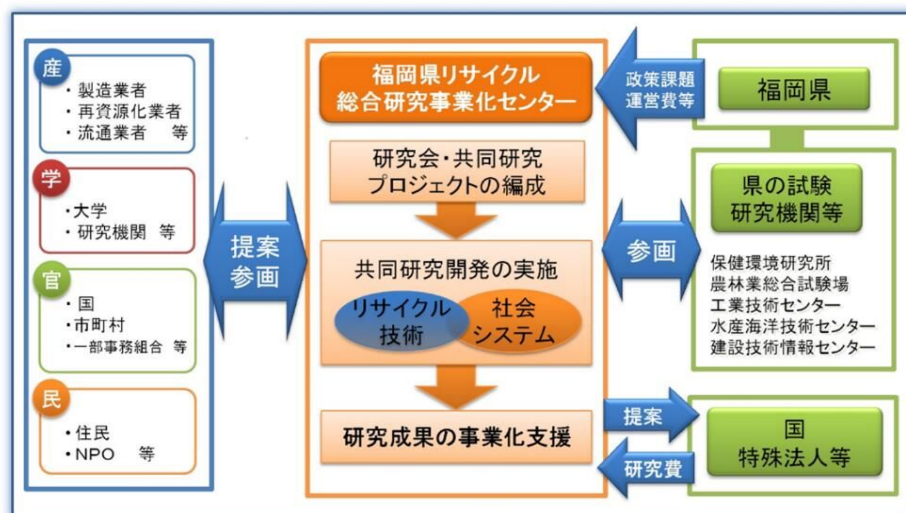 産
・製造業者
・再資源化業者
・流通業者 等
学
・大学
・研究機関 等
官
・国
・市町村
・一部事務組合 等
民
・住民
・NPO 等
提案
参画
福岡県リサイクル
総合研究事業化センター
研究会・共同研究
プロジェクトの編成
共同研究開発の実施
リサイクル
技術
社会
システム
研究成果の事業化支援
政策課題
運営費等
福岡県
参画
県の試験
研究機関等
保健環境研究所
農林業総合試験場
工業技術センター
水産海洋技術センター
建設技術情報センター
提案
研究費
国
特殊法人等